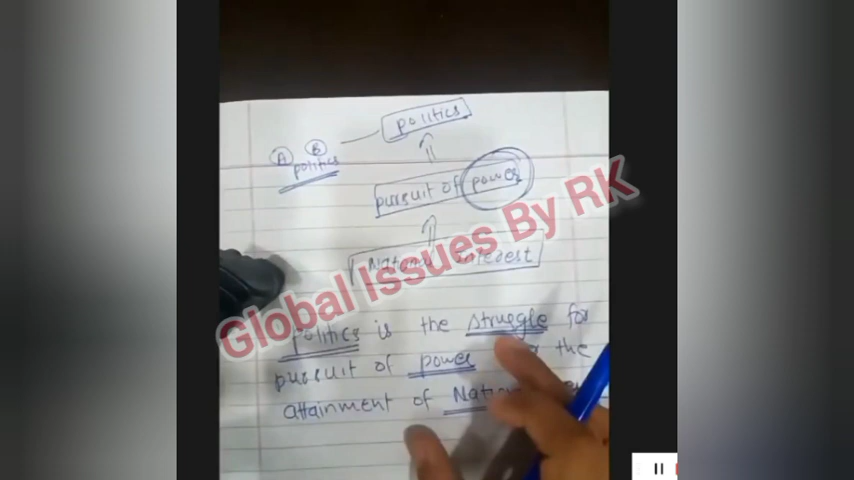 politics
A B
politics
pursuit of power
National Interest
Global Issues By RK
politics is the struggle for
pursuit of power the
attainment of